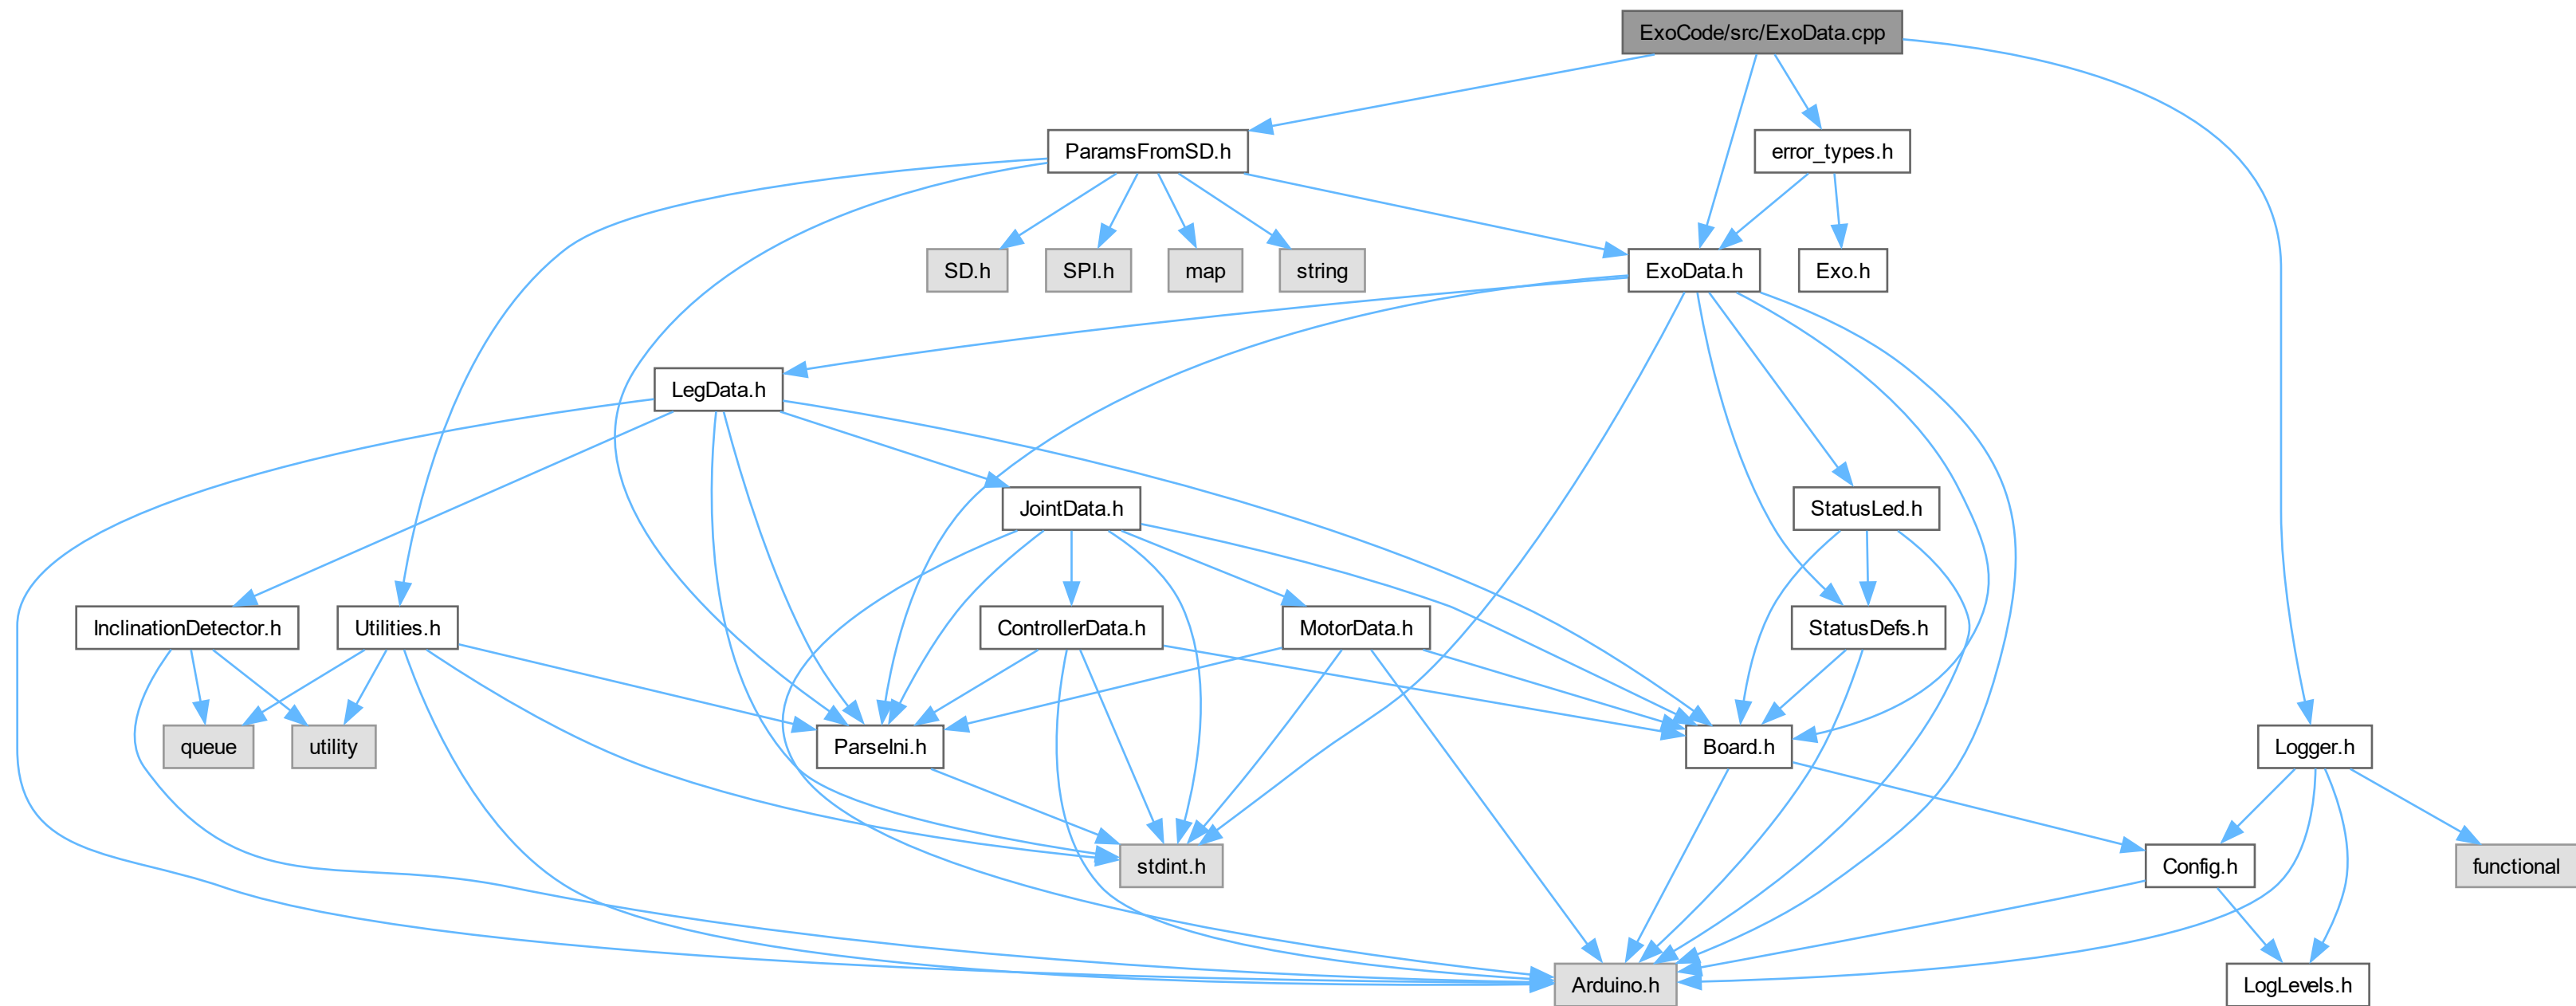 ExoCode/src/ExoData.cpp
ParamsFromSD.h
error_types.h
SD.h
SPI.h
map
string
ExoData.h
Exo.h
LegData.h
JointData.h
StatusLed.h
InclinationDetector.h
Utilities.h
ControllerData.h
MotorData.h
StatusDefs.h
queue
utility
ParseIni.h
Board.h
Logger.h
stdint.h
Config.h
functional
Arduino.h
LogLevels.h